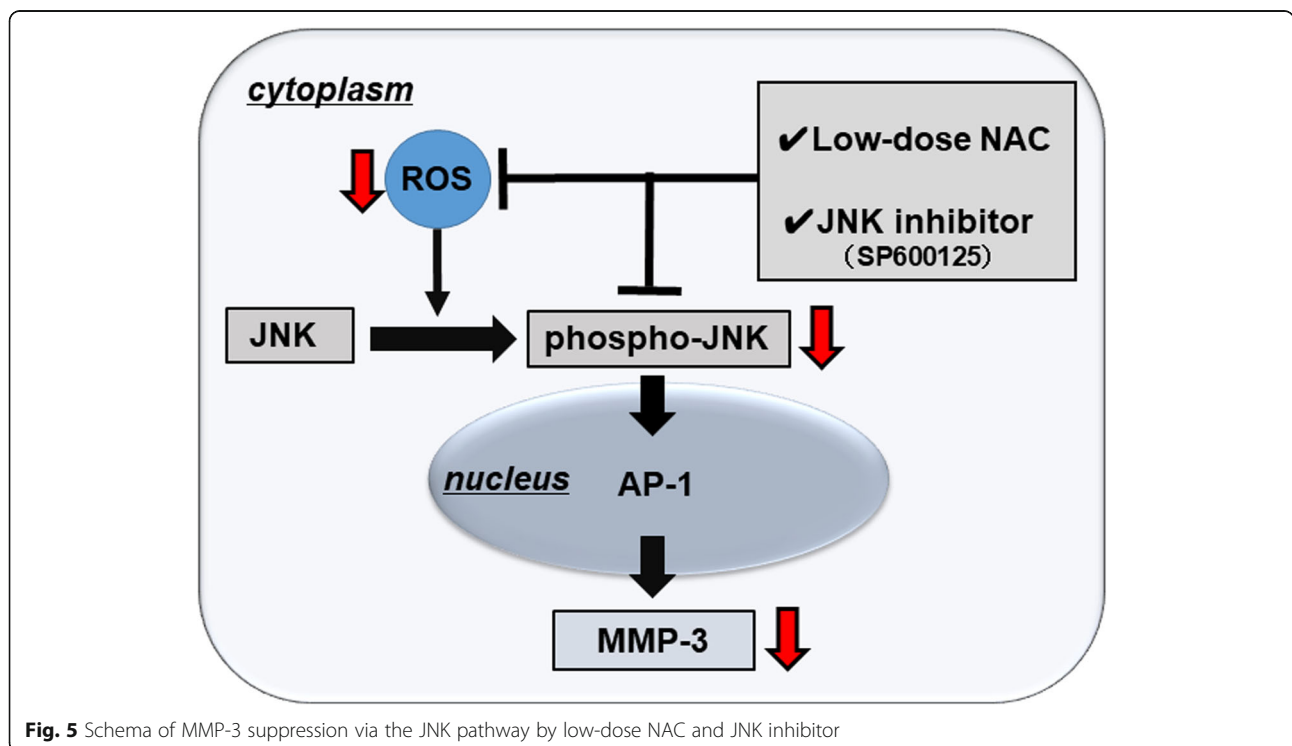 cytoplasm
✔Low-dose NAC
ROS
✔JNK inhibitor
（SP600125）
JNK
phospho-JNK
nucleus
AP-1
MMP-3
Fig. 5 Schema of MMP-3 suppression via the JNK pathway by low-dose NAC and JNK inhibitor